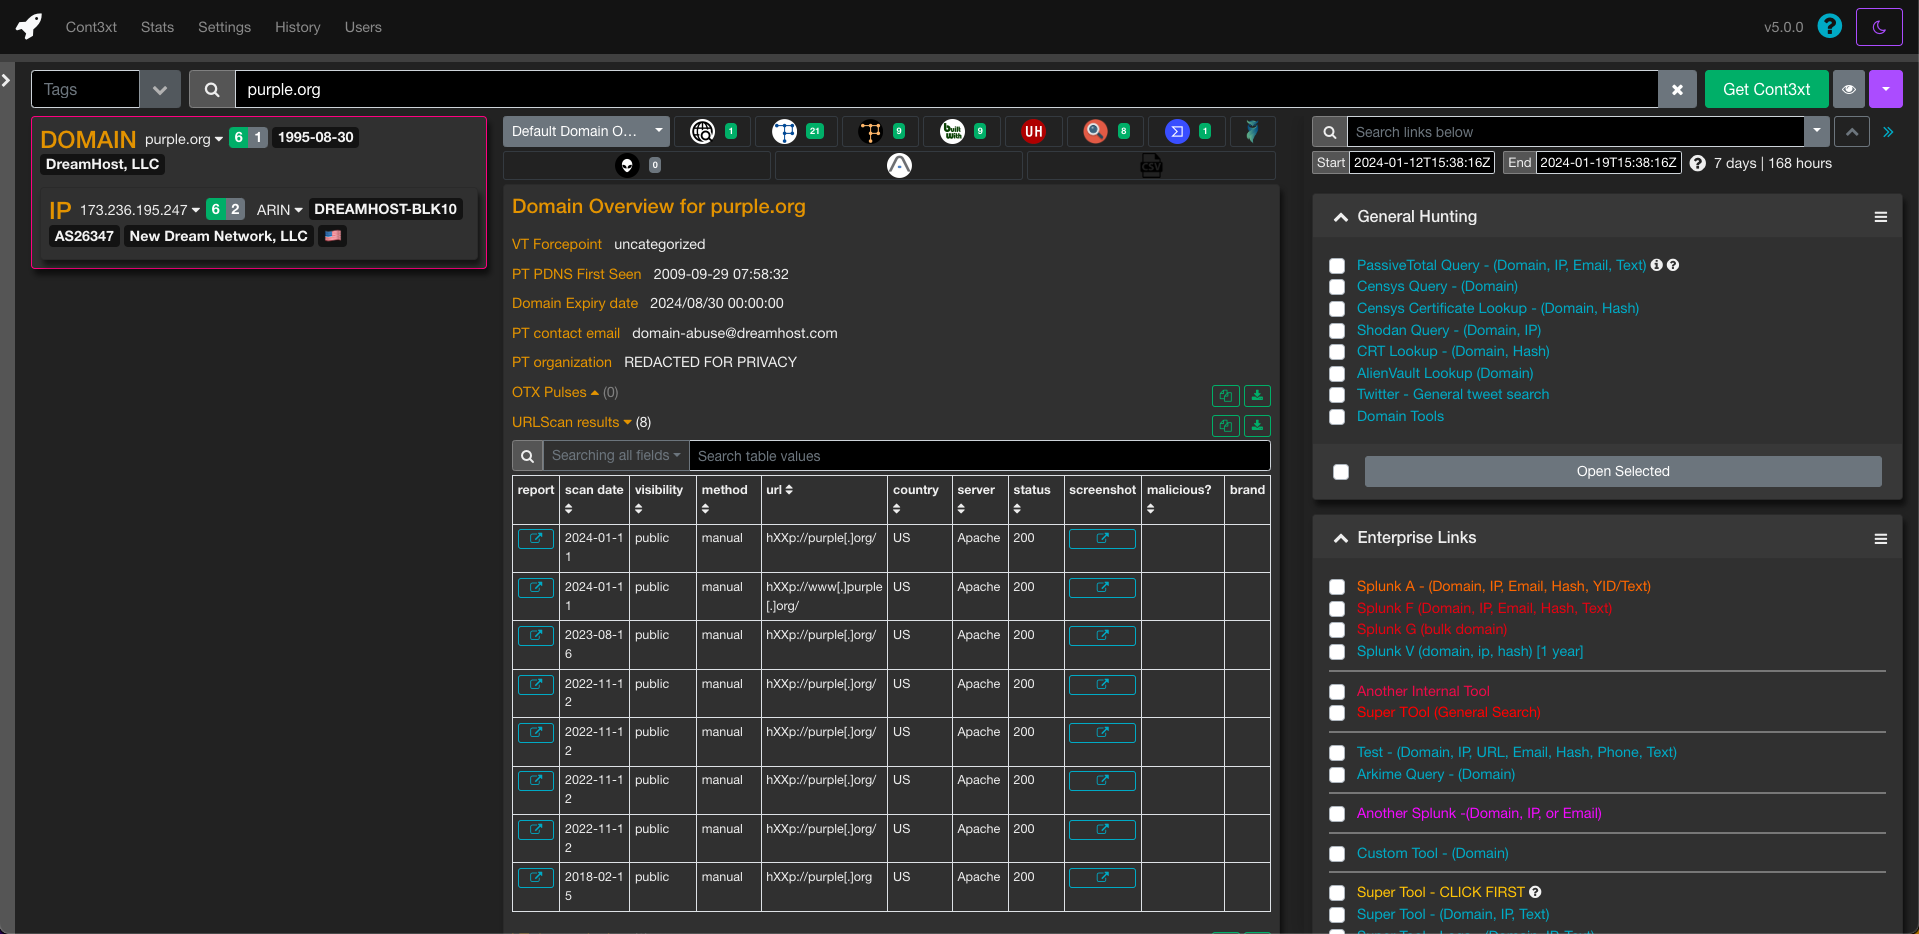 Cont3xt Stats Settings History Users v5.0.0
Tags purple.org Get Cont3xt
DOMAIN purple.org 6 1 1995-08-30
DreamHost, LLC
IP 173.236.195.247 6 2 ARIN DREAMHOST-BLK10
AS26347 New Dream Network, LLC
Default Domain O... 1 21 9 built With 9 UH 8 1
0 CSV
Domain Overview for purple.org
VT Forcepoint uncategorized
PT PDNS First Seen 2009-09-29 07:58:32
Domain Expiry date 2024/08/30 00:00:00
PT contact email domain-abuse@dreamhost.com
PT organization REDACTED FOR PRIVACY
OTX Pulses (0)
URLScan results (8)
Searching all fields Search table values
report scan date visibility method url country server status screenshot malicious? brand
2024-01-1 public manual hXXp://purple[.]org/ US Apache 200
1
2024-01-1 public manual hXXp://www[.]purple US Apache 200
1 [.]org/
2023-08-1 public manual hXXp://purple[.]org/ US Apache 200
6
2022-11-1 public manual hXXp://purple[.]org/ US Apache 200
2
2022-11-1 public manual hXXp://purple[.]org/ US Apache 200
2
2022-11-1 public manual hXXp://purple[.]org/ US Apache 200
2
2022-11-1 public manual hXXp://purple[.]org/ US Apache 200
2
2018-02-1 public manual hXXp://purple[.]org US Apache 200
5
Search links below
Start 2024-01-12T15:38:16Z End 2024-01-19T15:38:16Z 7 days | 168 hours
General Hunting
PassiveTotal Query - (Domain, IP, Email, Text)
Censys Query - (Domain)
Censys Certificate Lookup - (Domain, Hash)
Shodan Query - (Domain, IP)
CRT Lookup - (Domain, Hash)
AlienVault Lookup (Domain)
Twitter - General tweet search
Domain Tools
Open Selected
Enterprise Links
Splunk A - (Domain, IP, Email, Hash, YID/Text)
Splunk F (Domain, IP, Email, Hash, Text)
Splunk G (bulk domain)
Splunk V (domain, ip, hash) [1 year]
Another Internal Tool
Super TOol (General Search)
Test - (Domain, IP, URL, Email, Hash, Phone, Text)
Arkime Query - (Domain)
Another Splunk -(Domain, IP, or Email)
Custom Tool - (Domain)
Super Tool - CLICK FIRST
Super Tool - (Domain, IP, Text)